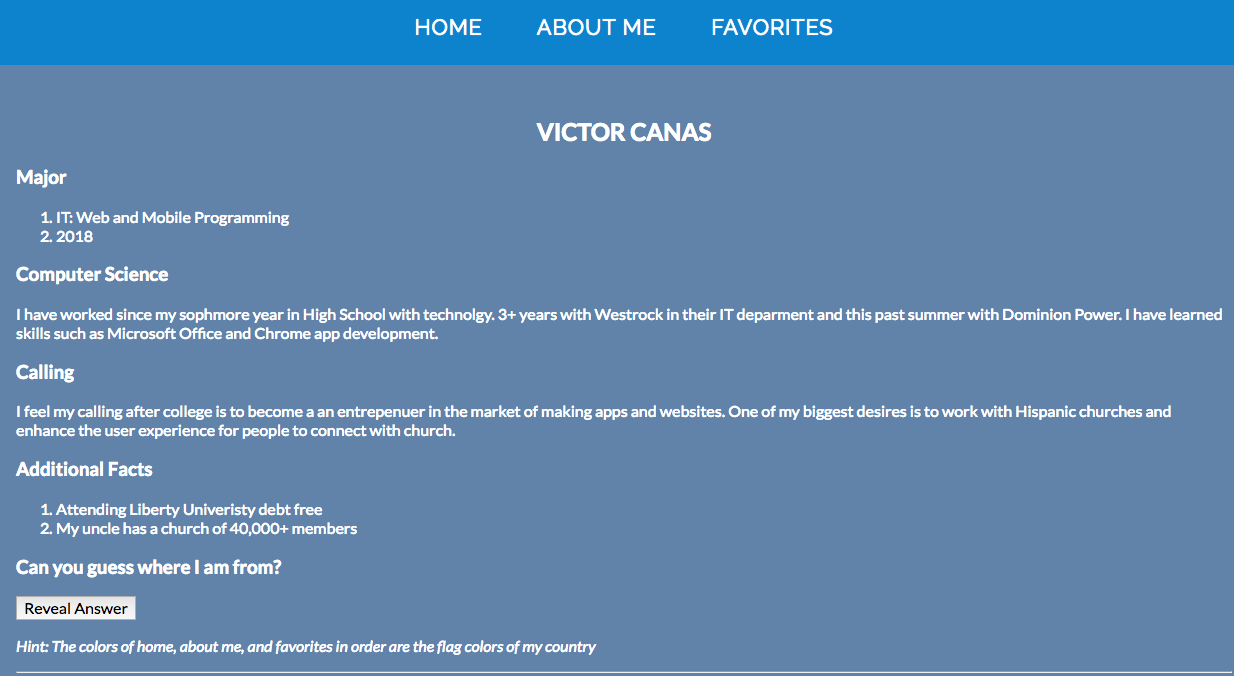 HOME ABOUT ME FAVORITES
VICTOR CANAS
Major
1. IT: Web and Mobile Programming
2. 2018
Computer Science
I have worked since my sophmore year in High School with technolgy. 3+ years with Westrock in their IT deparment and this past summer with Dominion Power. I have learned
skills such as Microsoft Office and Chrome app development.
Calling
I feel my calling after college is to become a an entrepenuer in the market of making apps and websites. One of my biggest desires is to work with Hispanic churches and
enhance the user experience for people to connect with church.
Additional Facts
1. Attending Liberty Univeristy debt free
2. My uncle has a church of 40,000+ members
Can you guess where I am from?
Reveal Answer
Hint: The colors of home, about me, and favorites in order are the flag colors of my country